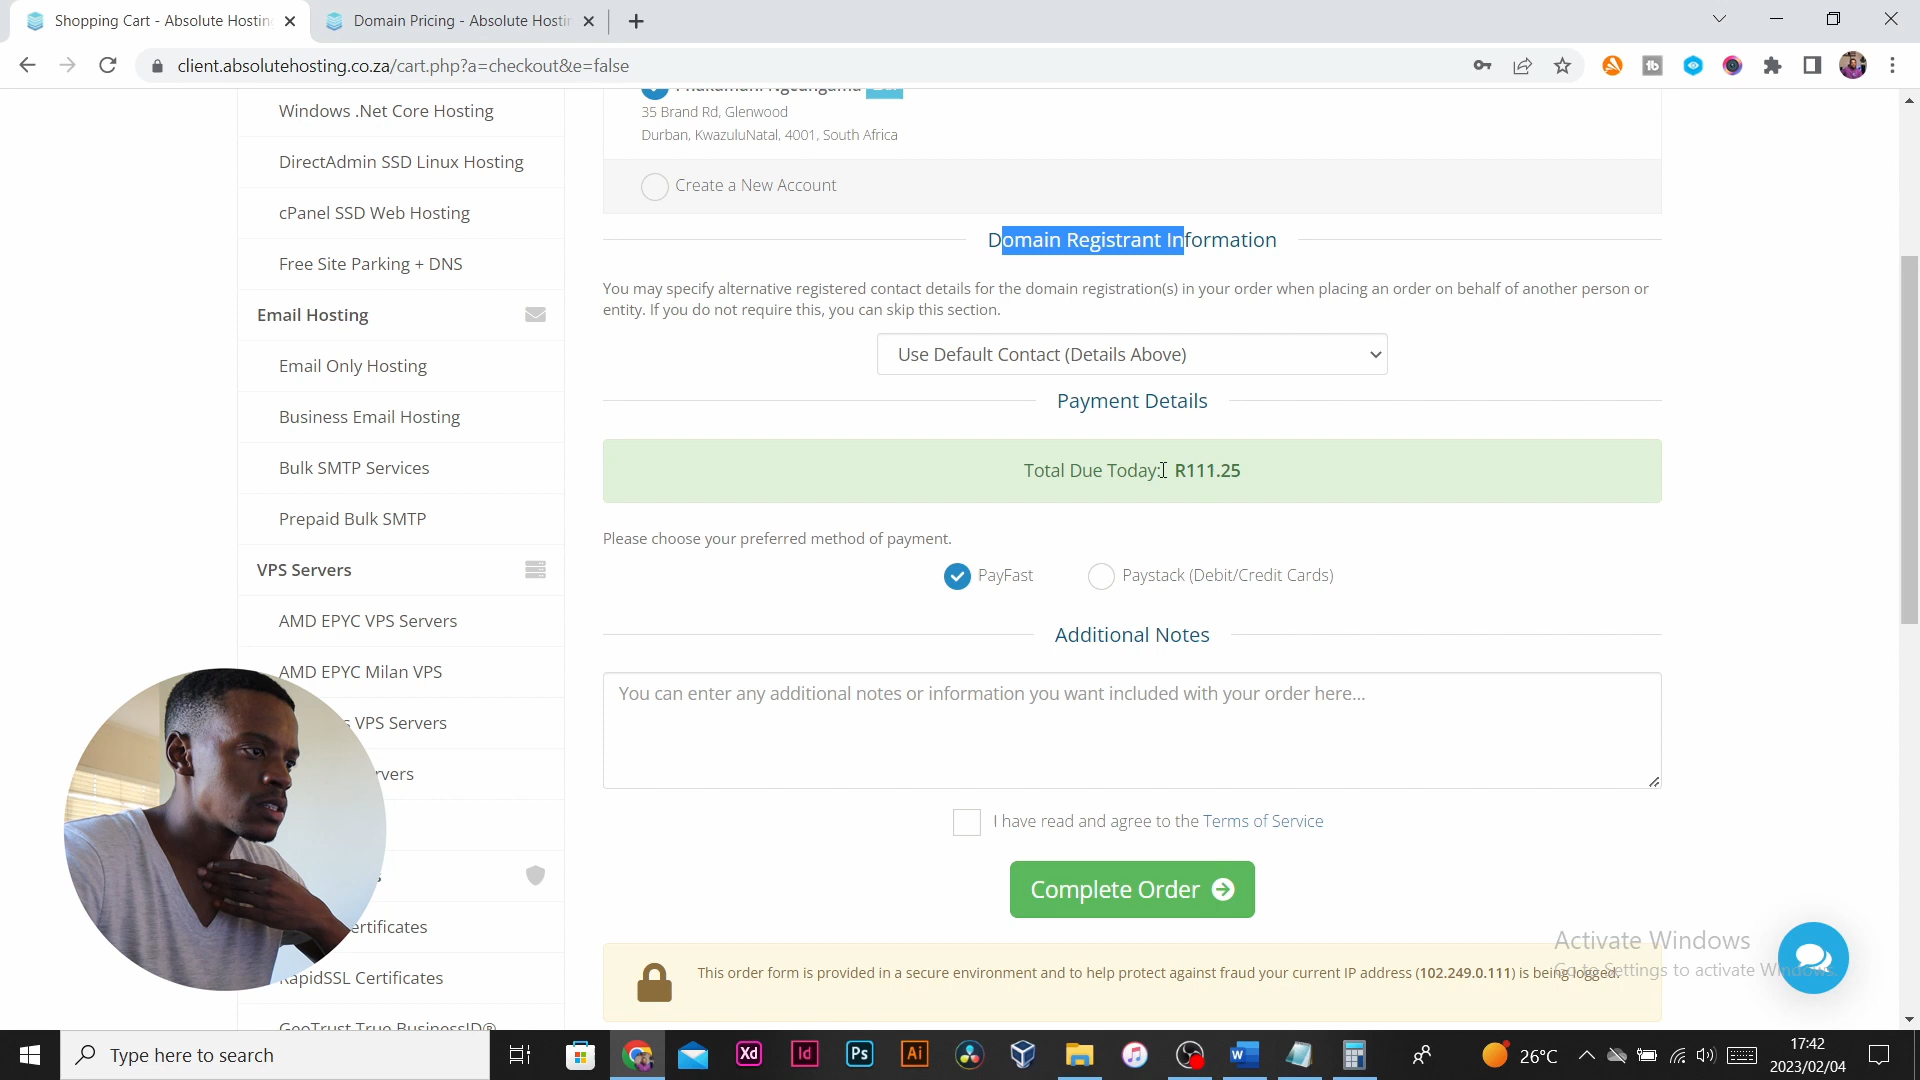 Shopping Cart - Absolute Hostin
Domain Pricing - Absolute Hostin
client.absolutehosting.co.za/cart.php?a=checkout&e=false
Windows .Net Core Hosting
DirectAdmin SSD Linux Hosting
cPanel SSD Web Hosting
Free Site Parking + DNS
Email Hosting
Email Only Hosting
Business Email Hosting
Bulk SMTP Services
Prepaid Bulk SMTP
VPS Servers
AMD EPYC VPS Servers
AMD EPYC Milan VPS
VPS Servers
rvers
ertificates
RapidSSL Certificates
GeoTrust True BusinessID®
35 Brand Rd, Glenwood
Durban, KwazuluNatal, 4001, South Africa
Create a New Account
Domain Registrant Information
You may specify alternative registered contact details for the domain registration(s) in your order when placing an order on behalf of another person or
entity. If you do not require this, you can skip this section.
Use Default Contact (Details Above)
Payment Details
Total Due Today: R111.25
Please choose your preferred method of payment.
PayFast
Paystack (Debit/Credit Cards)
Additional Notes
You can enter any additional notes or information you want included with your order here...
I have read and agree to the Terms of Service
Complete Order
This order form is provided in a secure environment and to help protect against fraud your current IP address (102.249.0.111) is being logged.
Activate Windows
Go to Settings to activate Windows.
Type here to search
Xd
Id
Ps
Ai
26°C
17:42
2023/02/04